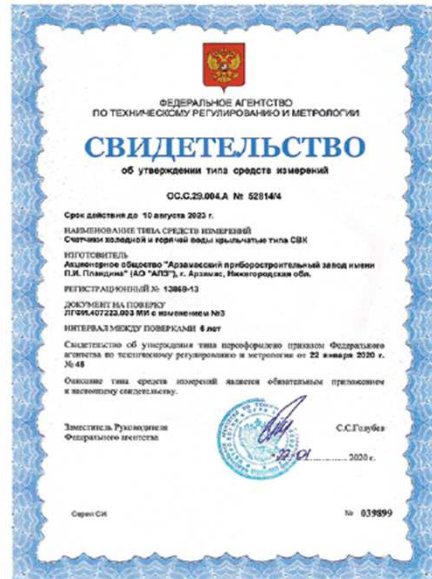 ФЕДЕРАЛЬНОЕ АГЕНТСТВО
ПО ТЕХНИЧЕСКОМУ РЕГУЛИРОВАНИЮ И МЕТРОЛОГИИ
СВИДЕТЕЛЬСТВО
об утверждении типа средств измерений
ОС.С.29.004.А № 52814/4
Срок действия до 10 августа 2023 г.
НАИМЕНОВАНИЕ ТИПА СРЕДСТВ ИЗМЕРЕНИЙ
Счетчики холодной и горячей воды крыльчатые типа СВК
ИЗГОТОВИТЕЛЬ
Акционерное общество "Арзамасский приборостроительный завод имени
П.И. Пландина" (АО "АПЗ"), г. Арзамас, Нижегородская обл.
РЕГИСТРАЦИОННЫЙ № 13869-13
ДОКУМЕНТ НА ПОВЕРКУ
ЛГФИ.407223.003 МИ с изменением №3
ИНТЕРВАЛ МЕЖДУ ПОВЕРКАМИ 6 лет
Свидетельство об утверждении типа переоформлено приказом Федерального
агентства по техническому регулированию и метрологии от 22 января 2020 г.
№ 46
Описание типа средств измерений является обязательным приложением
к настоящему свидетельству.
Заместитель Руководителя
Федерального агентства
С.С.Голубев
22 01 2020 г.
Серия СИ
№ 039899